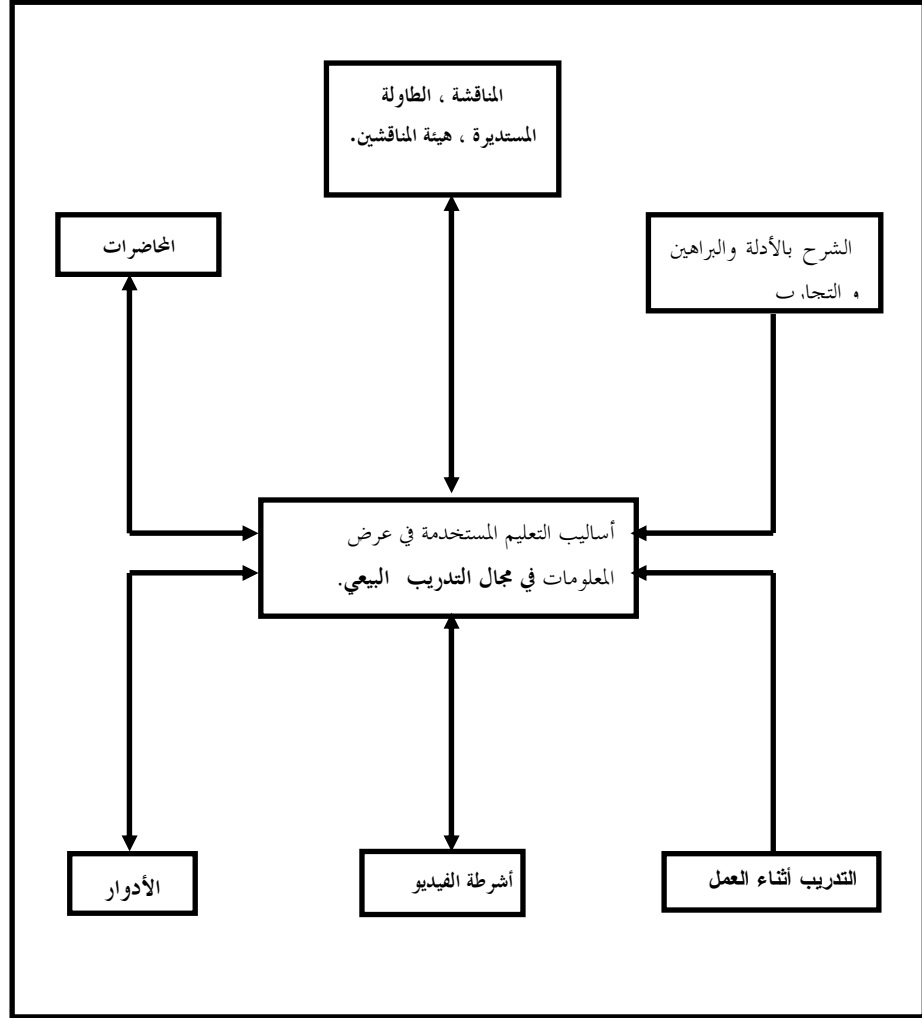 المناقشة ، الطاولة
المستديرة ، هيئة المناقشين.
المحاضرات
الشرح بالأدلة والبراهين
و التجارب
أساليب التعليم المستخدمة في عرض
المعلومات في مجال التدريب البيعي.
الأدوار
أشرطة الفيديو
التدريب أثناء العمل